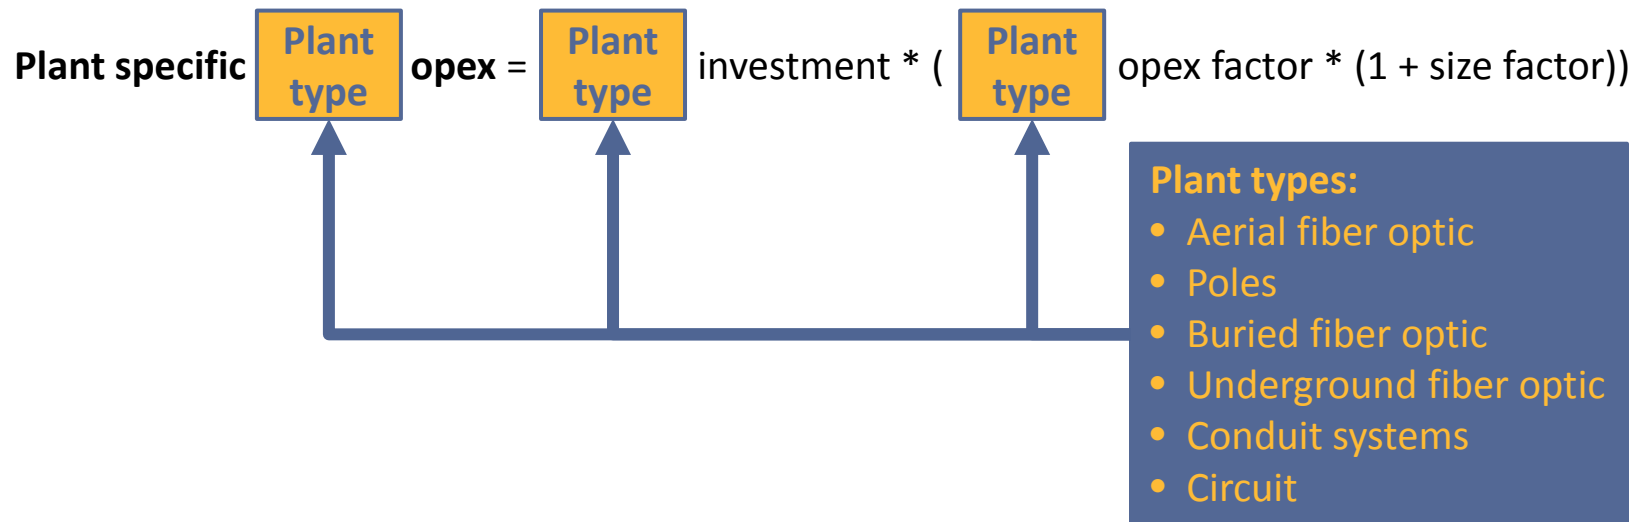 Plant specific Plant type opex = Plant type investment * ( Plant type opex factor * (1 + size factor))
Plant types:
• Aerial fiber optic
• Poles
• Buried fiber optic
• Underground fiber optic
• Conduit systems
• Circuit